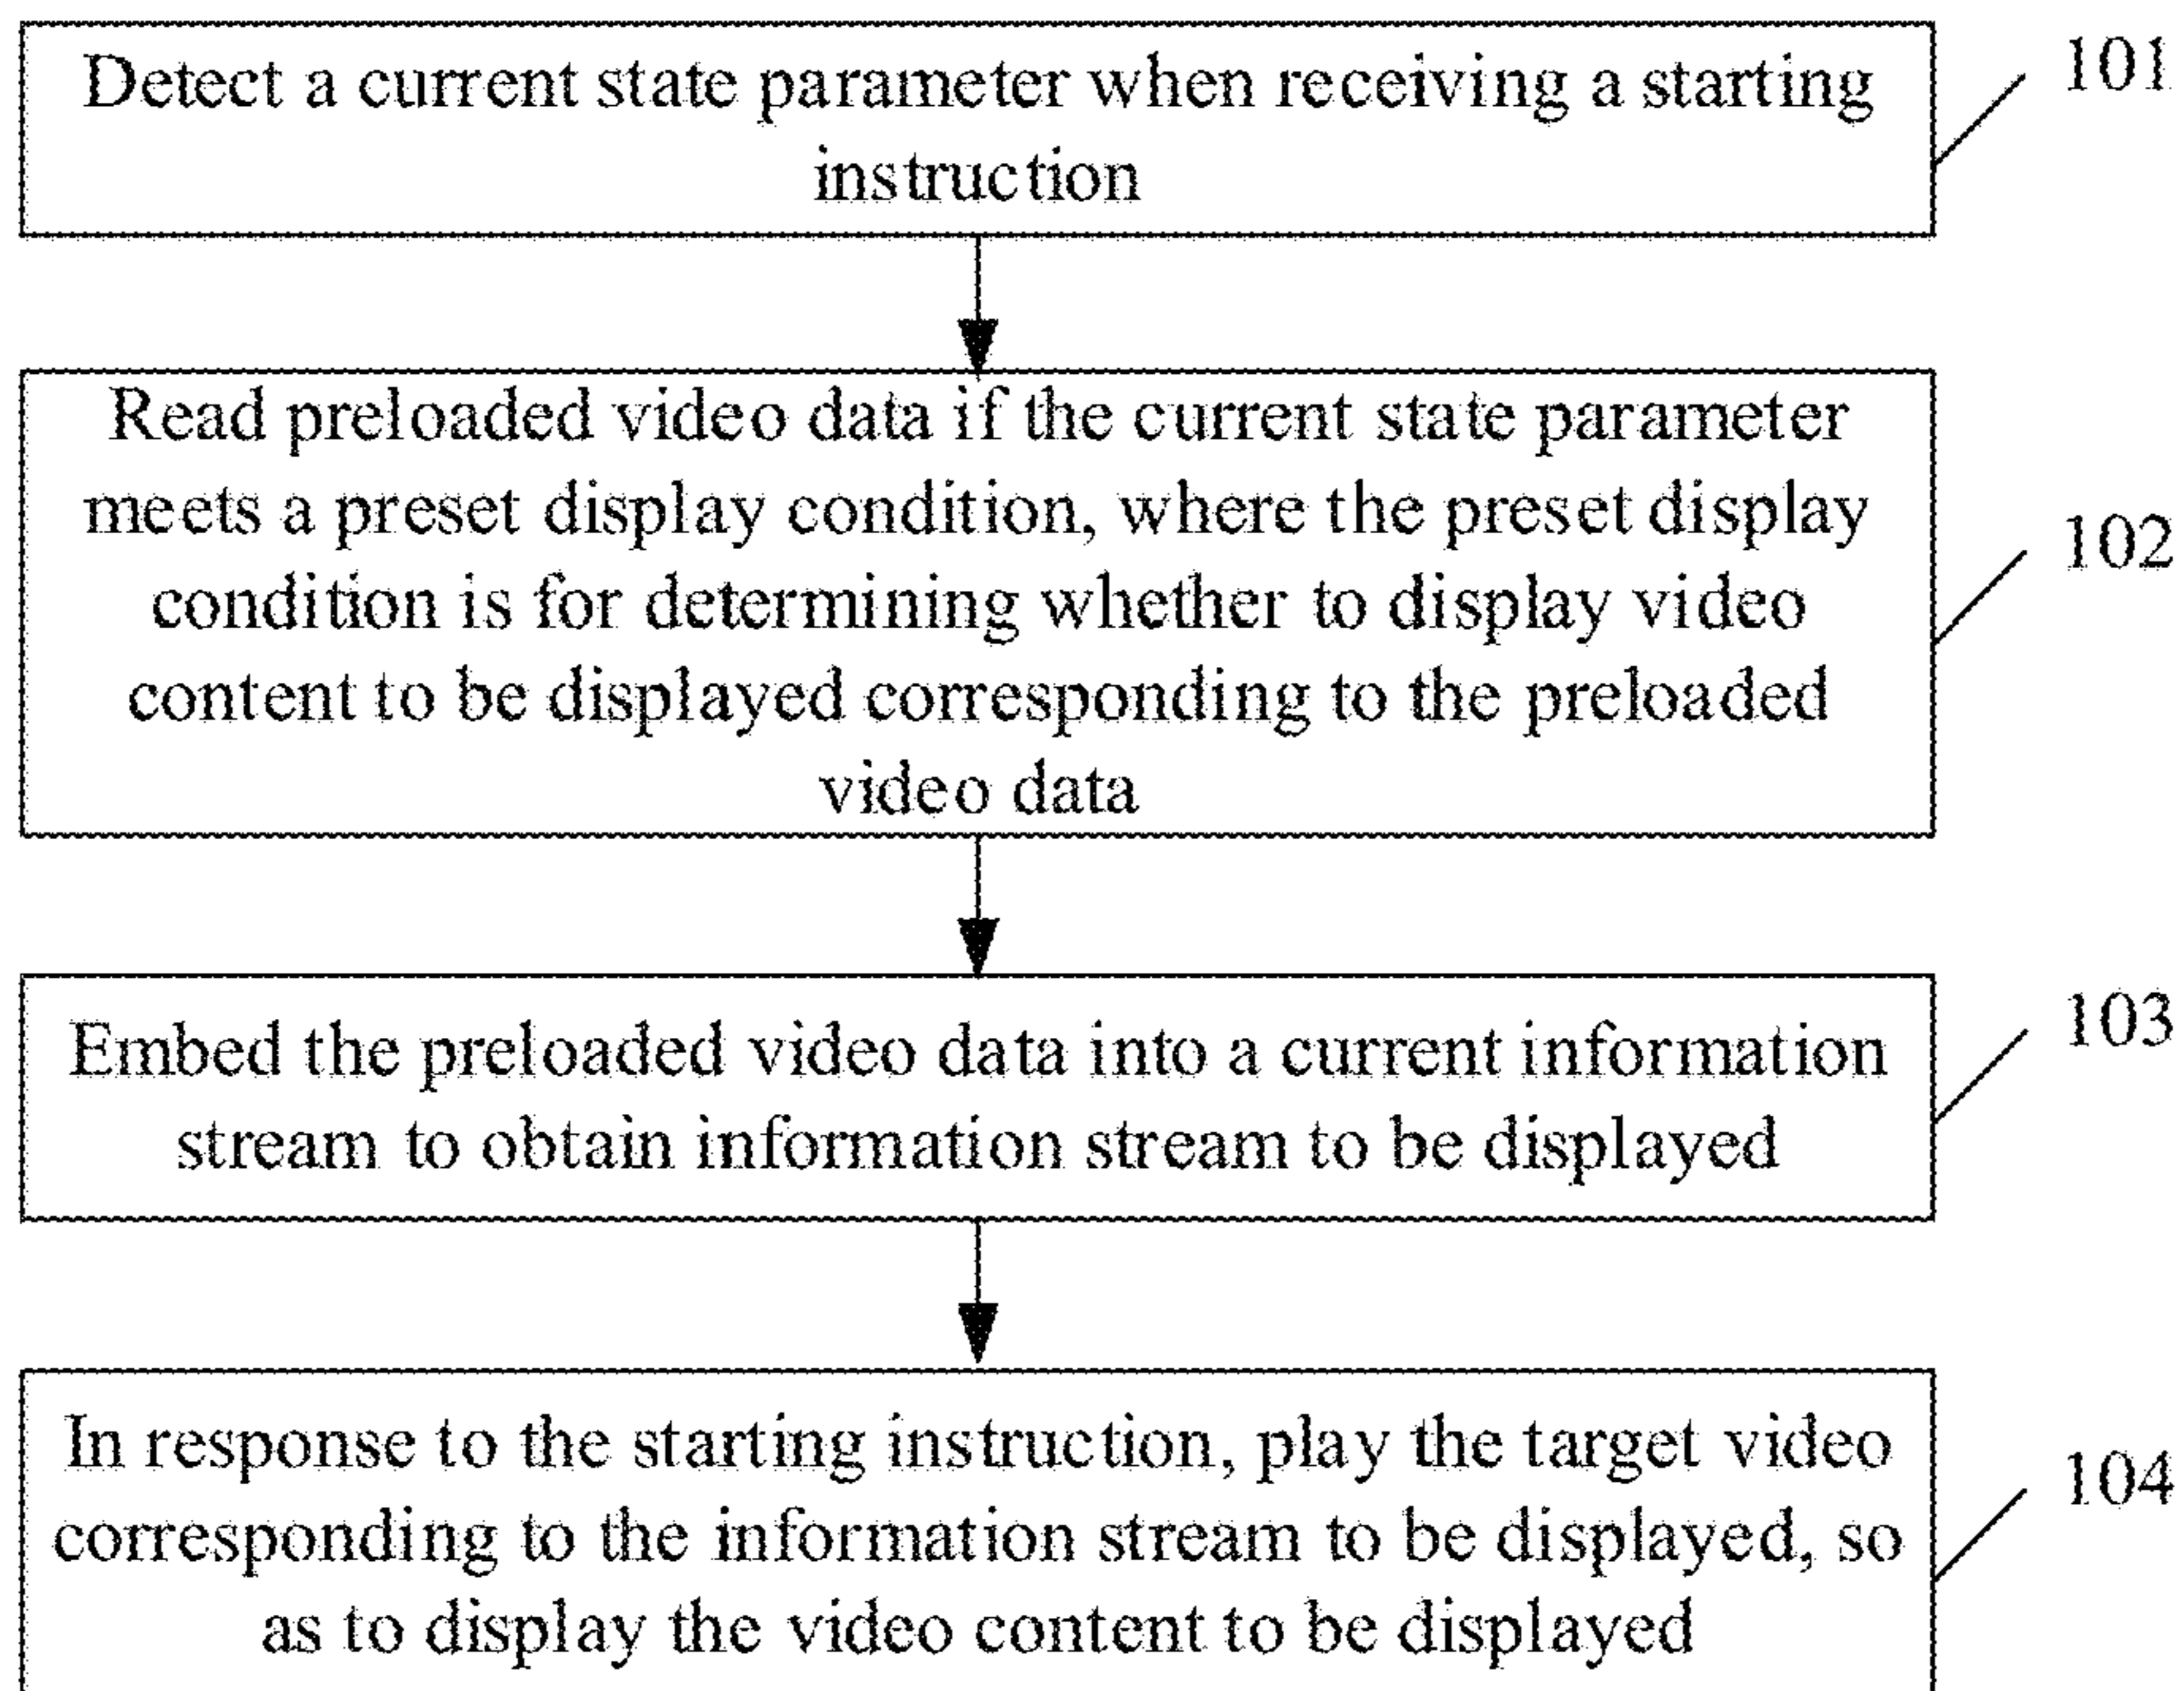 Detect a current state parameter when receiving a starting
instruction
101
Read preloaded video data if the current state parameter
meets a preset display condition, where the preset display
condition is for determining whether to display video
content to be displayed corresponding to the preloaded
video data
102
Embed the preloaded video data into a current information
stream to obtain information stream to be displayed
103
In response to the starting instruction, play the target video
corresponding to the information stream to be displayed, so
as to display the video content to be displayed
104